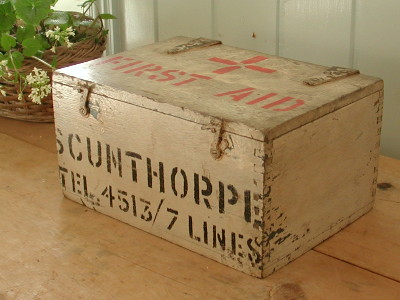 FIRST AID
SCUNTHORPE
TEL. 4513/7 LINES